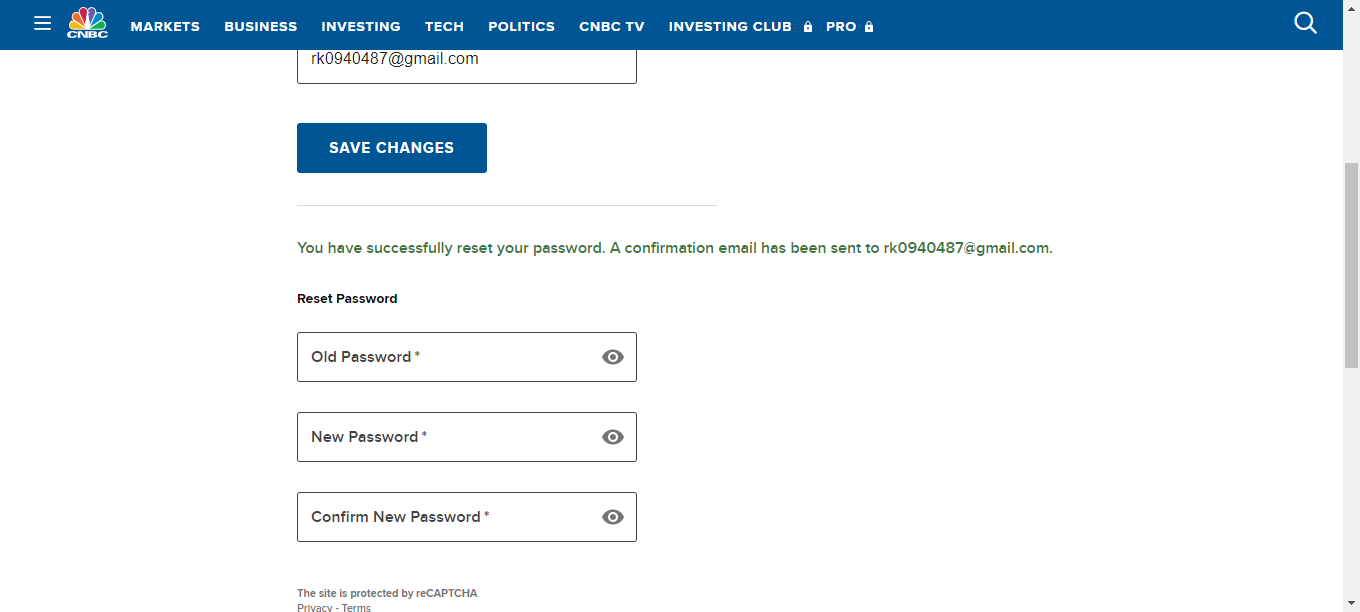 CNBC
MARKETS BUSINESS INVESTING TECH POLITICS CNBC TV INVESTING CLUB PRO
rk0940487@gmail.com
SAVE CHANGES
You have successfully reset your password. A confirmation email has been sent to rk0940487@gmail.com.
Reset Password
Old Password *
New Password *
Confirm New Password *
The site is protected by reCAPTCHA
Privacy - Terms